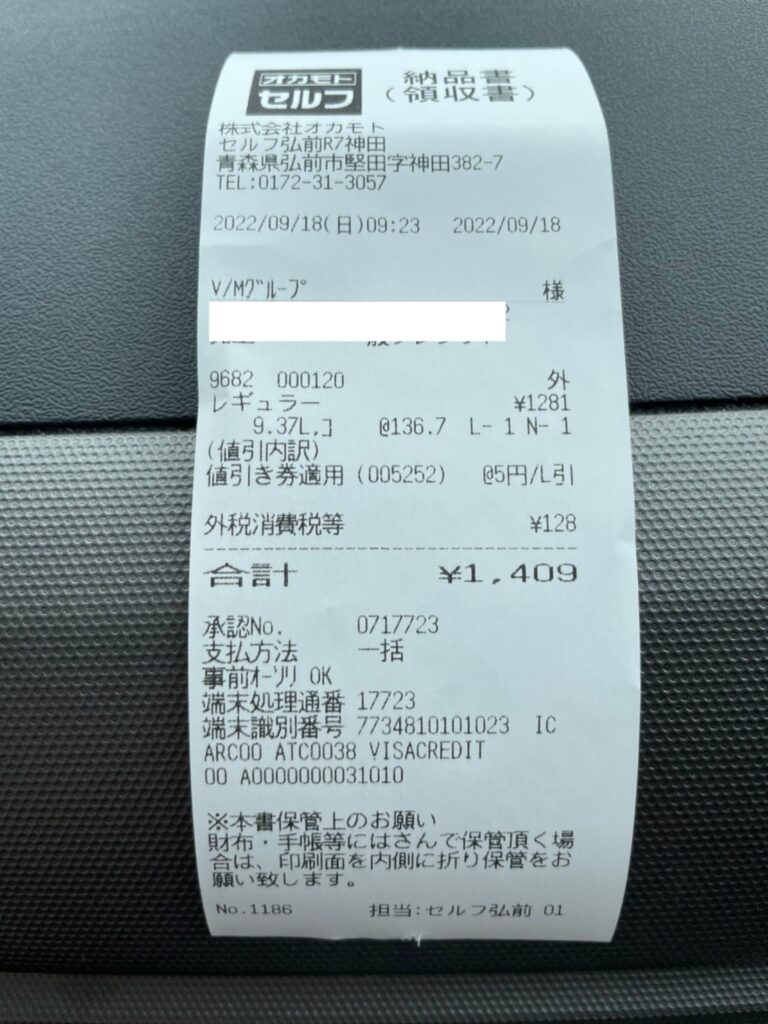 オカモト
セルフ
納品書
(領収書)
株式会社オカモト
セルフ弘前R7神田
青森県弘前市堅田字神田382-7
TEL:0172-31-3057
2022/09/18(日)09:23 2022/09/18
V/Mグループ 様
9682 000120 外
レギュラー ¥1281
9.37L,コ @136.7 L- 1 N- 1
(値引内訳)
値引き券適用(005252) @5円/L引
外税消費税等 ¥128
合計 ¥1,409
承認No. 0717723
支払方法 一括
事前オーソリ OK
端末処理通番 17723
端末識別番号 7734810101023 IC
ARC00 ATC0038 VISACREDIT
00 A0000000031010
※本書保管上のお願い
財布・手帳等にはさんで保管頂く場
合は、印刷面を内側に折り保管をお
願い致します。
No.1186 担当:セルフ弘前 01